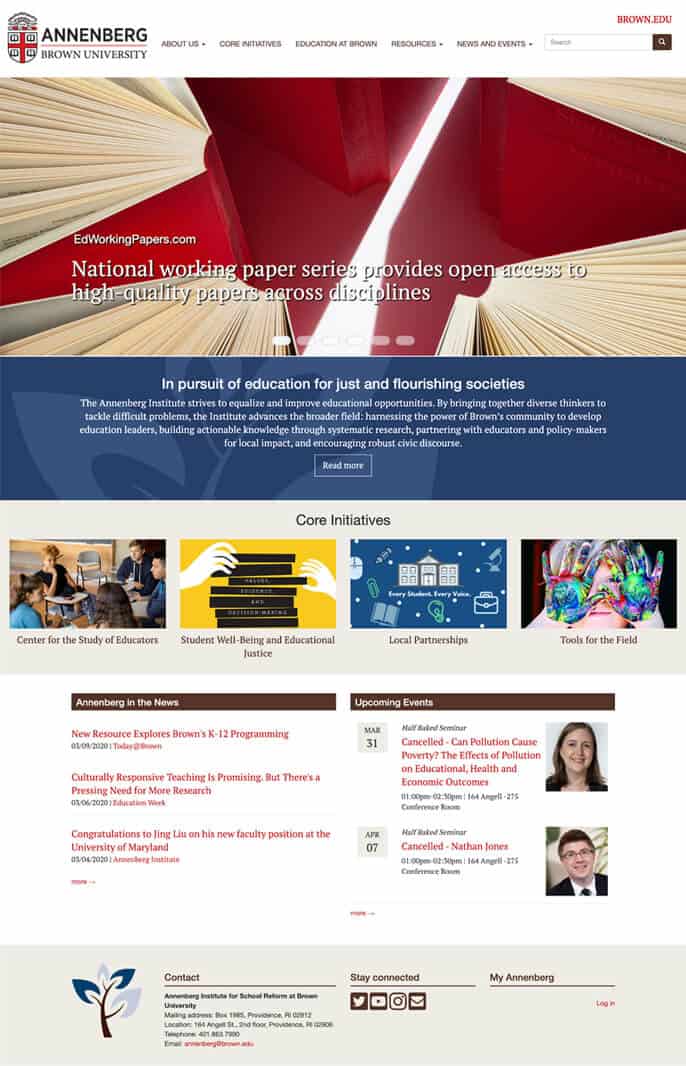 BROWN.EDU
ANNENBERG
BROWN UNIVERSITY
ABOUT US
CORE INITIATIVES
EDUCATION AT BROWN
RESOURCES
NEWS AND EVENTS
Search
EdWorkingPapers.com
National working paper series provides open access to
high-quality papers across disciplines
In pursuit of education for just and flourishing societies
The Annenberg Institute strives to equalize and improve educational opportunities. By bringing together diverse thinkers to
tackle difficult problems, the Institute advances the broader field: harnessing the power of Brown's community to develop
education leaders, building actionable knowledge through systematic research, partnering with educators and policy-makers
for local impact, and encouraging robust civic discourse.
Read more
Core Initiatives
VALUES,
EVIDENCE,
AND
DECISION-MAKING
Every Student. Every Voice.
Center for the Study of Educators
Student Well-Being and Educational
Justice
Local Partnerships
Tools for the Field
Annenberg in the News
New Resource Explores Brown's K-12 Programming
03/09/2020 | Today@Brown
Culturally Responsive Teaching Is Promising. But There's a
Pressing Need for More Research
03/06/2020 | Education Week
Congratulations to Jing Liu on his new faculty position at the
University of Maryland
03/04/2020 | Annenberg Institute
more →
Upcoming Events
MAR
31
Half Baked Seminar
Cancelled - Can Pollution Cause
Poverty? The Effects of Pollution
on Educational, Health and
Economic Outcomes
01:00pm-02:30pm | 164 Angell -275
Conference Room
APR
07
Half Baked Seminar
Cancelled - Nathan Jones
01:00pm-02:30pm | 164 Angell -275
Conference Room
more →
Contact
Annenberg Institute for School Reform at Brown
University
Mailing address: Box 1985, Providence, RI 02912
Location: 164 Angell St., 2nd floor, Providence, RI 02906
Telephone: 401.863.7990
Email: annenberg@brown.edu
Stay connected
My Annenberg
Log in